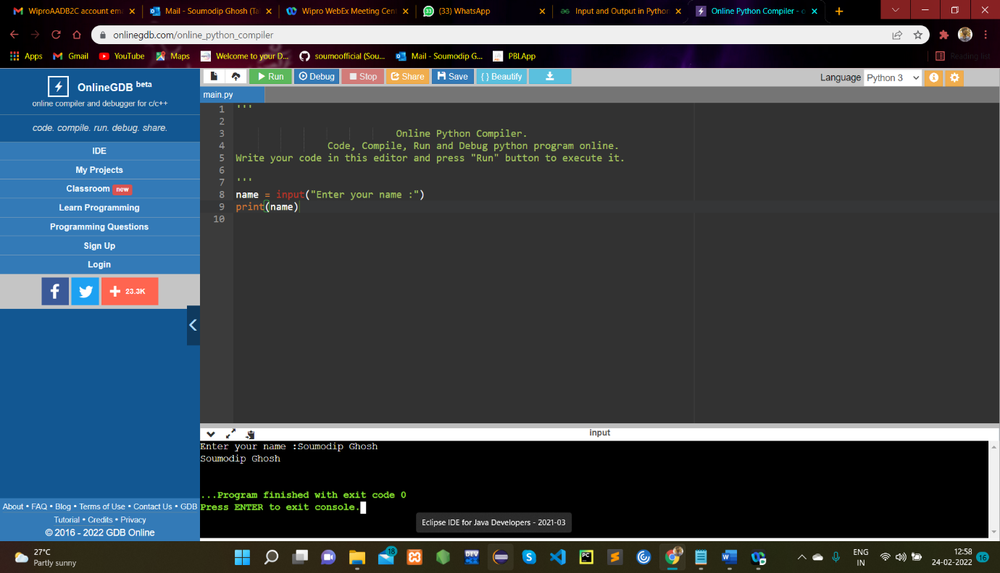 WiproAADB2C account ema
Mail - Soumodip Ghosh (Ta
Wipro WebEx Meeting Cent
(33) WhatsApp
Input and Output in Python
Online Python Compiler - o
onlinegdb.com/online_python_compiler
Apps
Gmail
YouTube
Maps
Welcome to your D...
soumoofficial (Sou...
Mail - Soumodip G...
PBLApp
Reading list
OnlineGDB beta
online compiler and debugger for c/c++
code. compile. run. debug. share.
IDE
My Projects
Classroom new
Learn Programming
Programming Questions
Sign Up
Login
23.3K
About • FAQ • Blog • Terms of Use • Contact Us • GDB
Tutorial • Credits • Privacy
© 2016 - 2022 GDB Online
Run
Debug
Stop
Share
Save
{ } Beautify
Language Python 3
main.py
1 '''
2
3 Online Python Compiler.
4 Code, Compile, Run and Debug python program online.
5 Write your code in this editor and press "Run" button to execute it.
6
7 '''
8 name = input("Enter your name :")
9 print(name)
10
input
Enter your name :Soumodip Ghosh
Soumodip Ghosh
...Program finished with exit code 0
Press ENTER to exit console.
Eclipse IDE for Java Developers - 2021-03
27°C
Partly sunny
18
DEV
PC
ENG
IN
12:58
24-02-2022
16